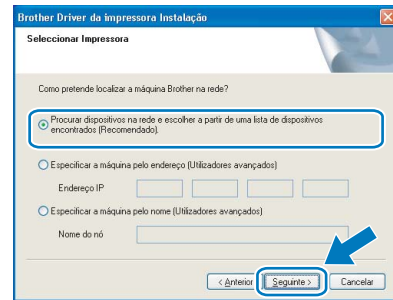 Brother Driver da impressora Instalação
Seleccionar Impressora
Como pretende localizar a máquina Brother na rede?
Procurar dispositivos na rede e escolher a partir de uma lista de dispositivos
encontrados (Recomendado).
Especificar a máquina pelo endereço (Utilizadores avançados)
Endereço IP
Especificar a máquina pelo nome (Utilizadores avançados)
Nome do nó
< Anterior Seguinte > Cancelar